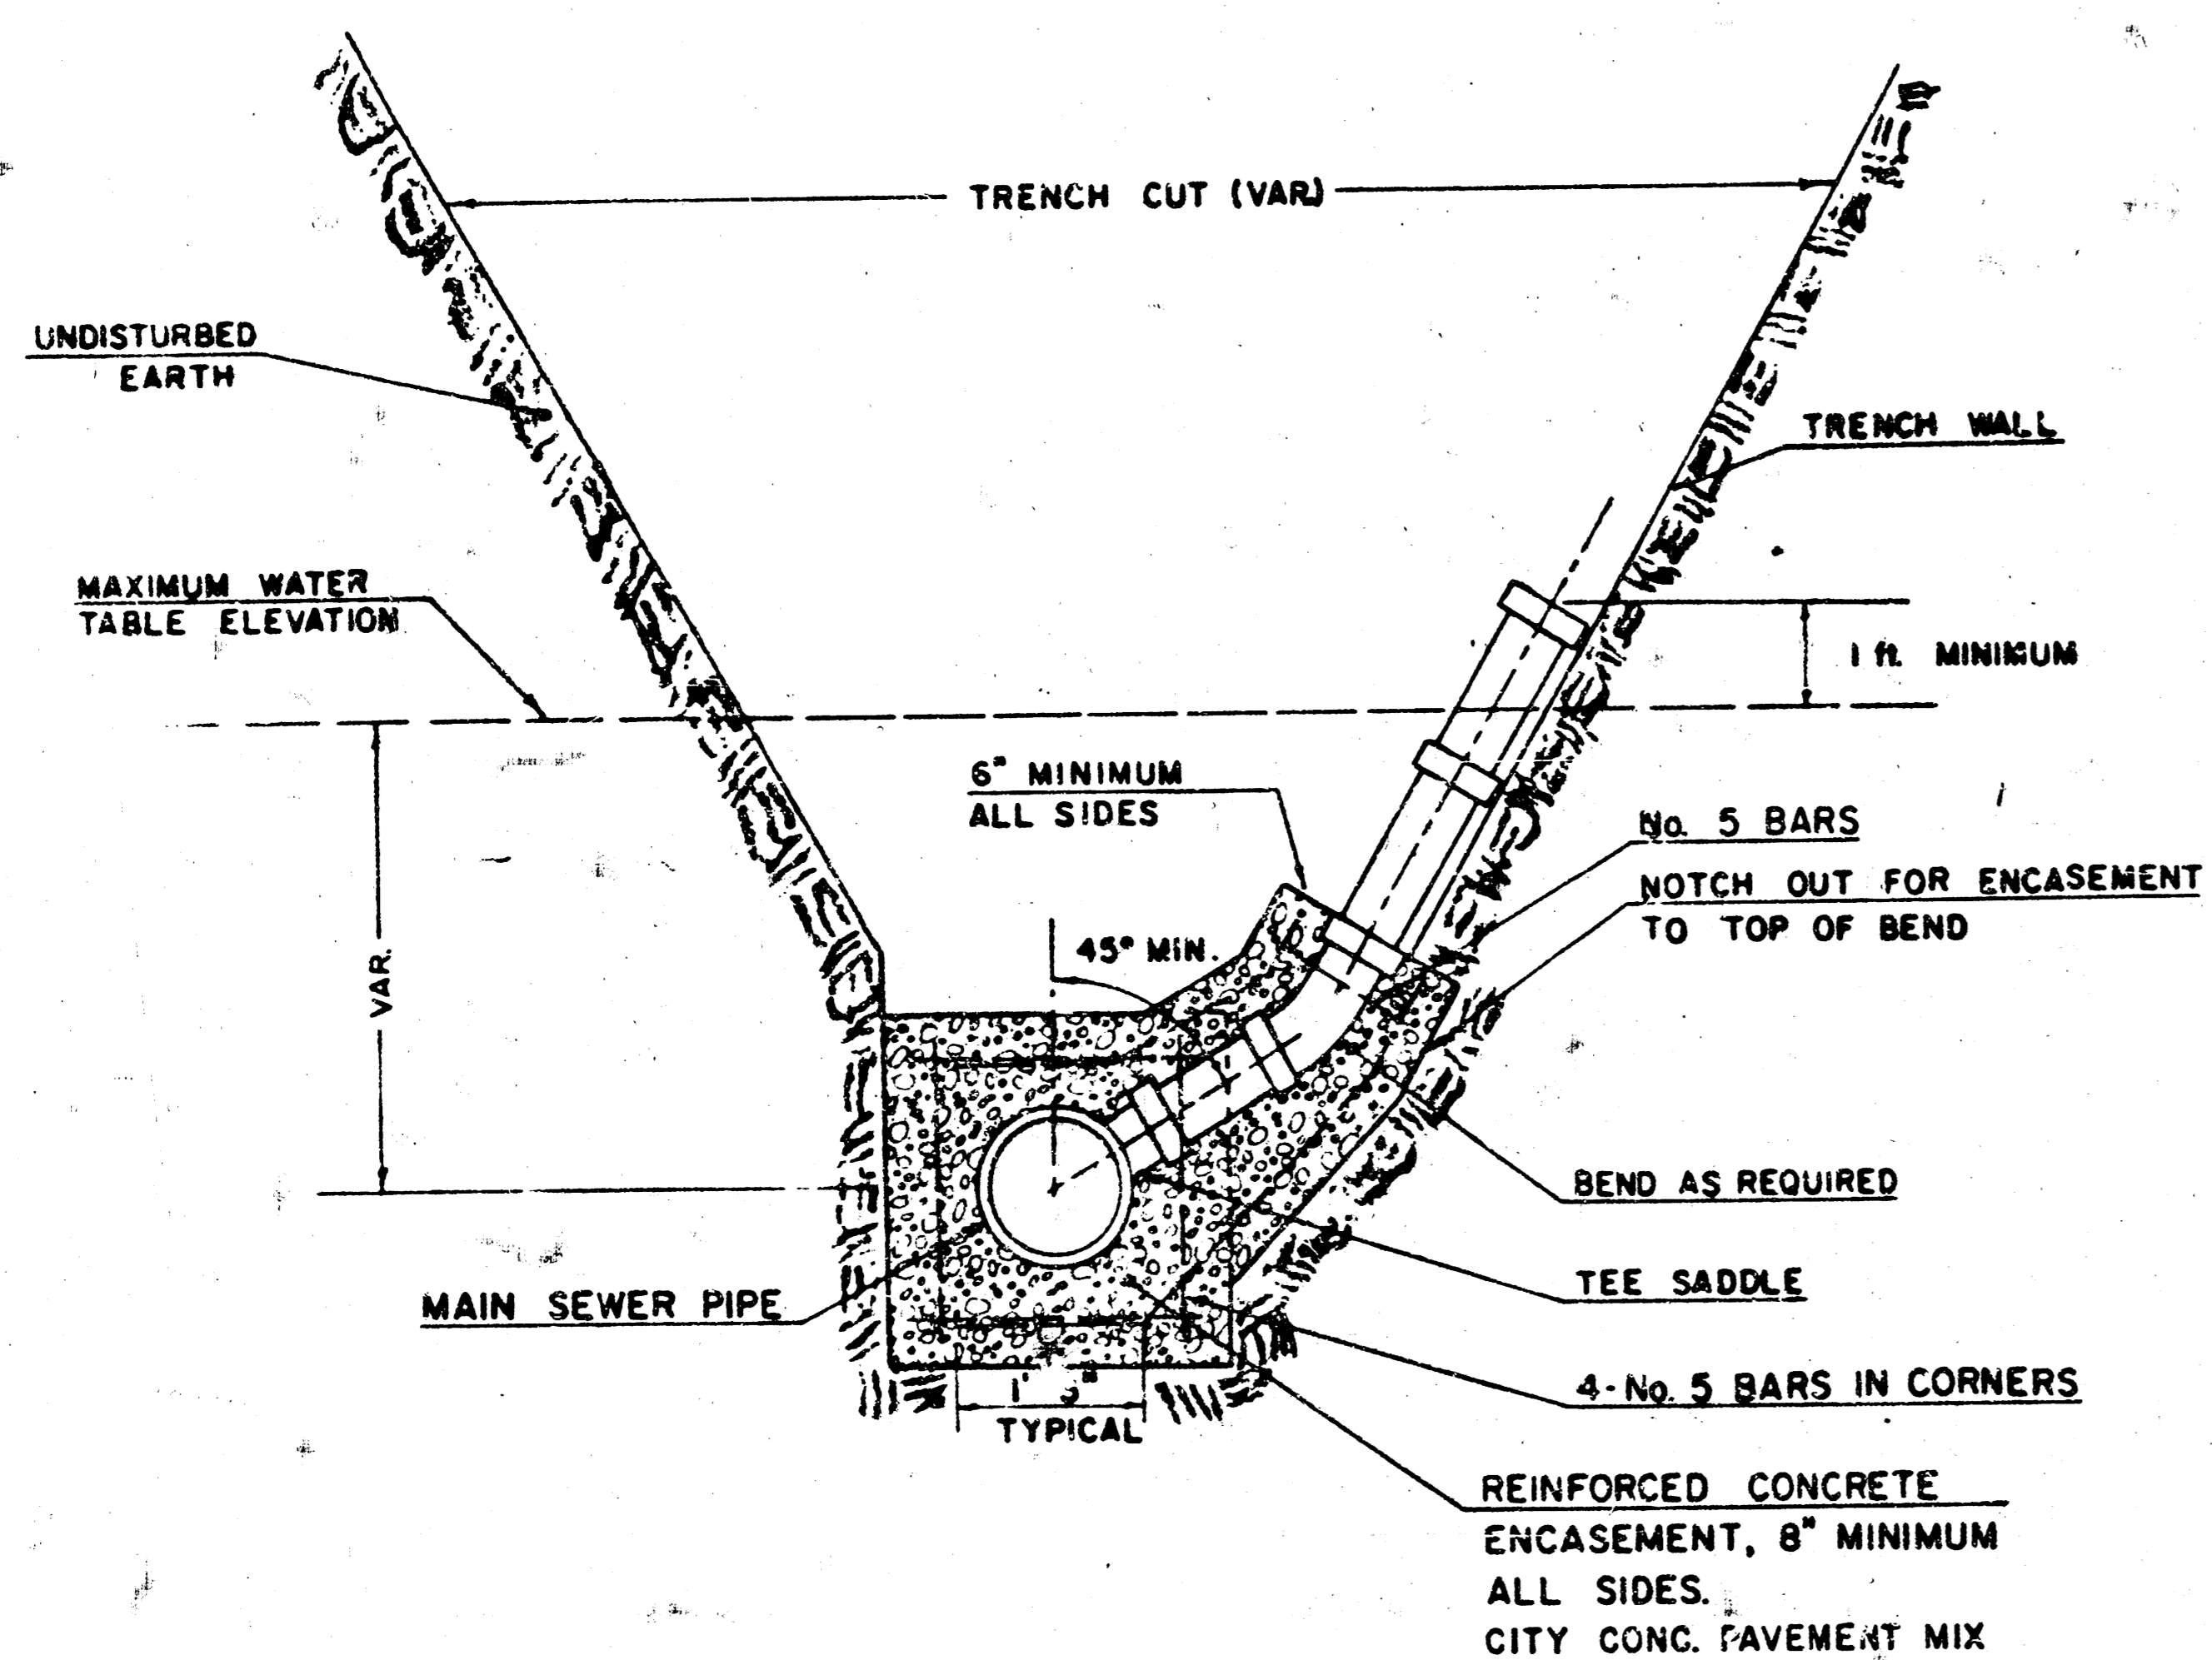 TRENCH CUT (VAR.)
UNDISTURBED
EARTH
TRENCH WALL
MAXIMUM WATER
TABLE ELEVATION
1 ft. MINIMUM
6" MINIMUM
ALL SIDES
No. 5 BARS
NOTCH OUT FOR ENCASEMENT
TO TOP OF BEND
45° MIN.
VAR.
BEND AS REQUIRED
TEE SADDLE
MAIN SEWER PIPE
4-No. 5 BARS IN CORNERS
TYPICAL
REINFORCED CONCRETE
ENCASEMENT, 8" MINIMUM
ALL SIDES.
CITY CONC. PAVEMENT MIX